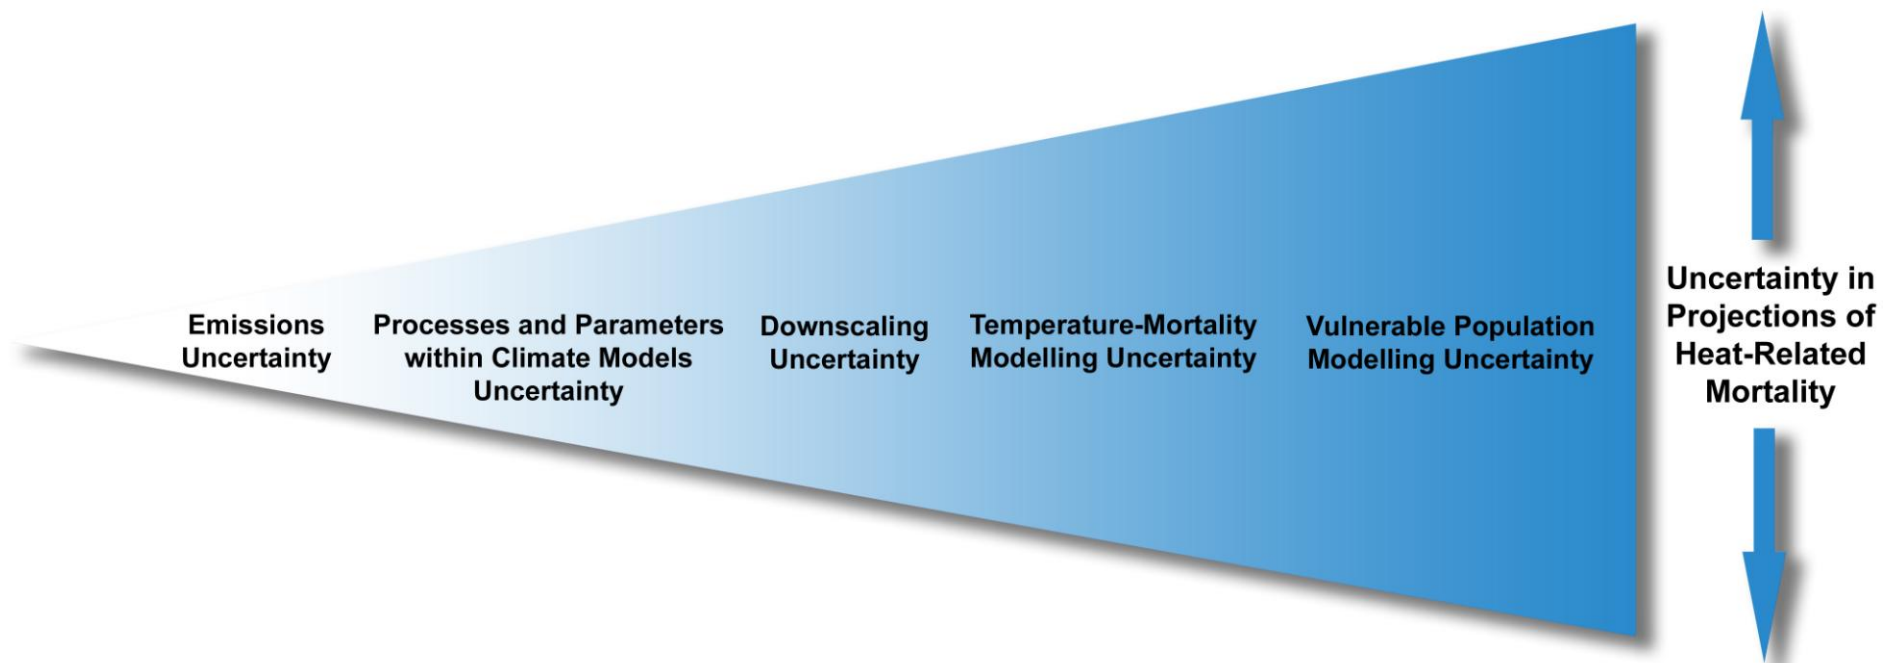 Emissions
Uncertainty
Processes and Parameters
within Climate Models
Uncertainty
Downscaling
Uncertainty
Temperature-Mortality
Modelling Uncertainty
Vulnerable Population
Modelling Uncertainty
Uncertainty in
Projections of
Heat-Related
Mortality